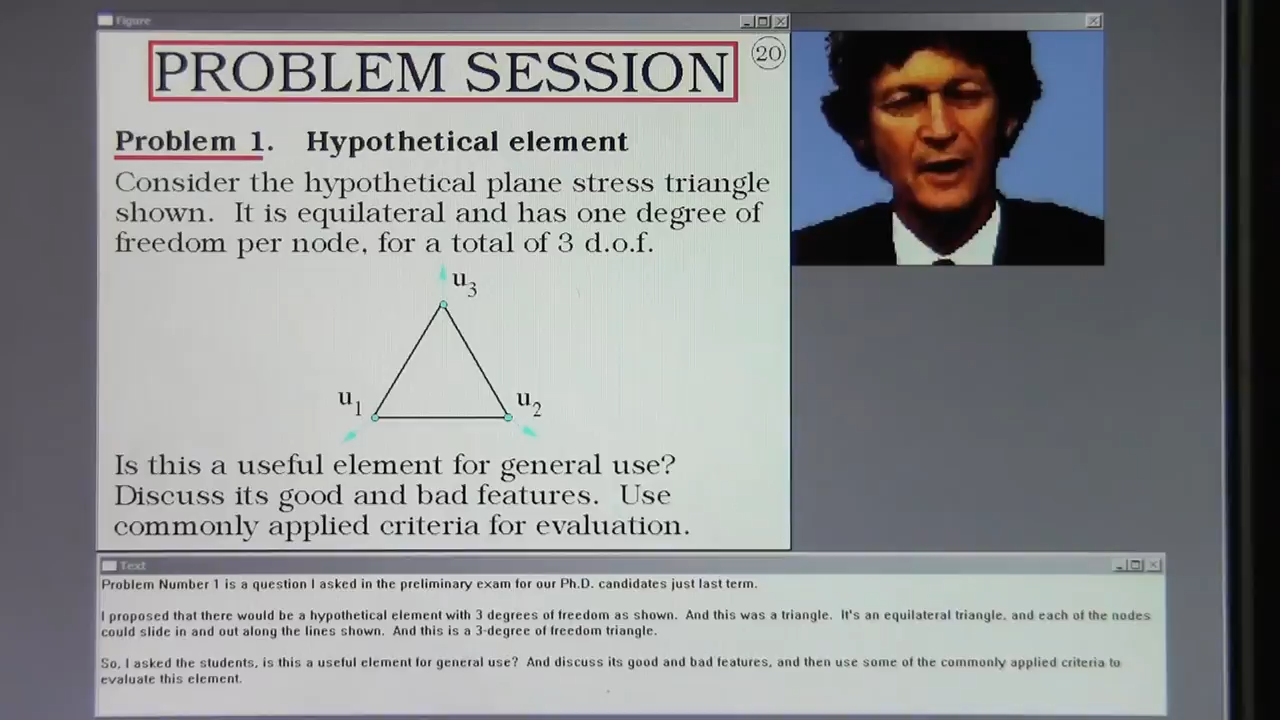 Figure
PROBLEM SESSION
20
Problem 1. Hypothetical element
Consider the hypothetical plane stress triangle
shown. It is equilateral and has one degree of
freedom per node, for a total of 3 d.o.f.
u3
u1
u2
Is this a useful element for general use?
Discuss its good and bad features. Use
commonly applied criteria for evaluation.
Text
Problem Number 1 is a question I asked in the preliminary exam for our Ph.D. candidates just last term.
I proposed that there would be a hypothetical element with 3 degrees of freedom as shown. And this was a triangle. It's an equilateral triangle, and each of the nodes
could slide in and out along the lines shown. And this is a 3-degree of freedom triangle.
So, I asked the students, is this a useful element for general use? And discuss its good and bad features, and then use some of the commonly applied criteria to
evaluate this element.